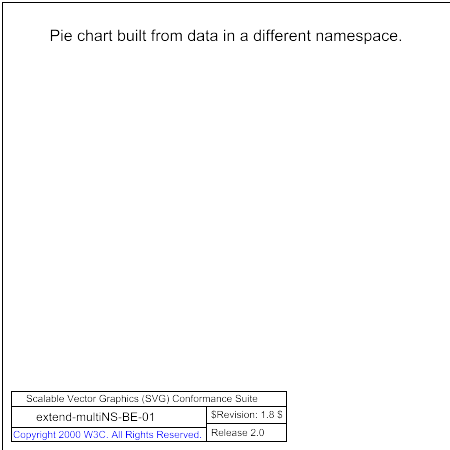 Pie chart built from data in a different namespace.
Scalable Vector Graphics (SVG) Conformance Suite
extend-multiNS-BE-01
$Revision: 1.8 $
Copyright 2000 W3C. All Rights Reserved.
Release 2.0